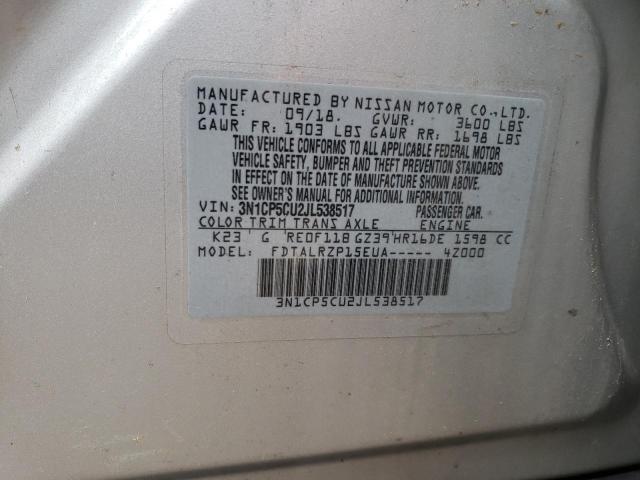 MANUFACTURED BY NISSAN MOTOR CO., LTD.
DATE: 09/18. GVWR: 3600 LBS
GAWR FR: 1903 LBS GAWR RR: 1698 LBS
THIS VEHICLE CONFORMS TO ALL APPLICABLE FEDERAL MOTOR
VEHICLE SAFETY, BUMPER AND THEFT PREVENTION STANDARDS
IN EFFECT ON THE DATE OF MANUFACTURE SHOWN ABOVE.
SEE OWNER'S MANUAL FOR ADDITIONAL INFORMATION.
VIN: 3N1CP5CU2JL538517 PASSENGER CAR.
COLOR TRIM TRANS AXLE ENGINE
K23 G RE0F11B GZ39 HR16DE 1598 CC
MODEL: FDTALRZP15EUA----- 4Z000
3N1CP5CU2JL538517